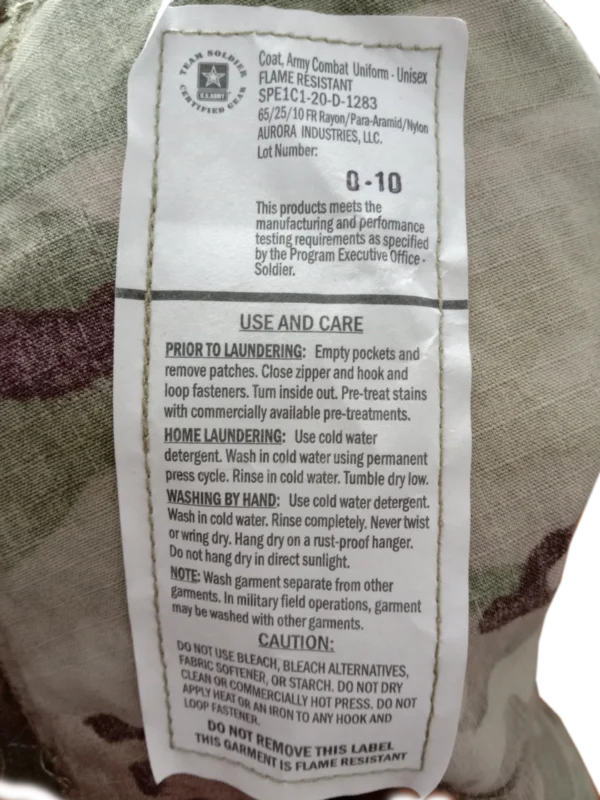 TEAM SOLDIER
U.S. ARMY
CERTIFIED GEAR
Coat, Army Combat Uniform - Unisex
FLAME RESISTANT
SPE1C1-20-D-1283
65/25/10 FR Rayon/Para-Aramid/Nylon
AURORA INDUSTRIES, LLC.
Lot Number:
0-10
This products meets the
manufacturing and performance
testing requirements as specified
by the Program Executive Office -
Soldier.
USE AND CARE
PRIOR TO LAUNDERING: Empty pockets and
remove patches. Close zipper and hook and
loop fasteners. Turn inside out. Pre-treat stains
with commercially available pre-treatments.
HOME LAUNDERING: Use cold water
detergent. Wash in cold water using permanent
press cycle. Rinse in cold water. Tumble dry low.
WASHING BY HAND: Use cold water detergent.
Wash in cold water. Rinse completely. Never twist
or wring dry. Hang dry on a rust-proof hanger.
Do not hang dry in direct sunlight.
NOTE: Wash garment separate from other
garments. In military field operations, garment
may be washed with other garments.
CAUTION:
DO NOT USE BLEACH, BLEACH ALTERNATIVES,
FABRIC SOFTENER, OR STARCH. DO NOT DRY
CLEAN OR COMMERCIALLY HOT PRESS. DO NOT
APPLY HEAT OR AN IRON TO ANY HOOK AND
LOOP FASTENER.
DO NOT REMOVE THIS LABEL
THIS GARMENT IS FLAME RESISTANT